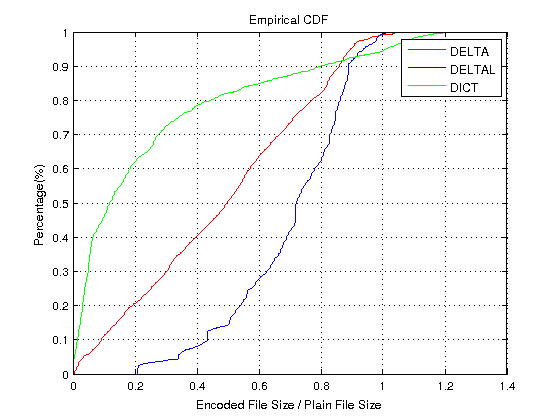 Empirical CDF
1
0.9
0.8
0.7
0.6
0.5
0.4
0.3
0.2
0.1
0
Percentage(%)
DELTA
DELTAL
DICT
0 0.2 0.4 0.6 0.8 1 1.2 1.4
Encoded File Size / Plain File Size